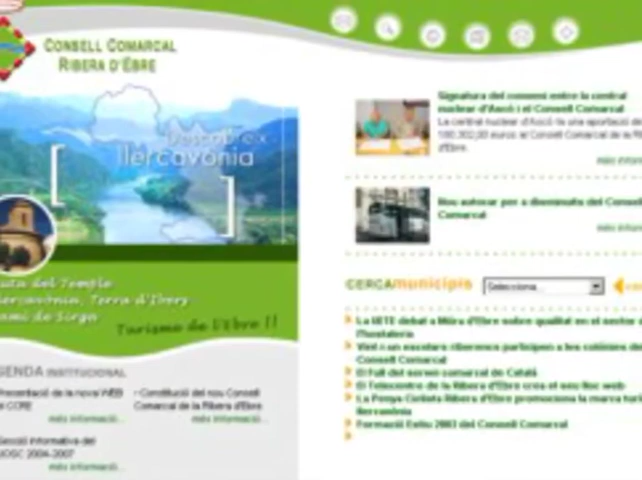 CONSELL COMARCAL
RIBERA D'EBRE
Descobreix
Ilercavònia
Ruta del Temple
Ilercavònia, Terra d'Ibers
Camí de Sirga
Turisme de l'Ebre !!
AGENDA INSTITUCIONAL
Presentació de la nova WEB
del CCRE
més informació...
Constitució del nou Consell
Comarcal de la Ribera d'Ebre
més informació...
Sessió informativa del
2004-2007
més informació...
Signatura del conveni entre la central
nuclear d'Ascó i el Consell Comarcal
La central nuclear d'Ascó fa una aportació de
euros al Consell Comarcal de la
d'Ebre.
més
Nou autocar per a disminuïts del Consell
Comarcal
més
CERCA municipis
Selecciona...
La UETE debat a Móra d'Ebre sobre qualitat en el sector
l'hostaleria
Vint-i-un escolars riberencs participen a les colònies
Consell Comarcal
El Full del servei comarcal de Català
El Telecentre de la Ribera d'Ebre crea el seu lloc web
La Penya Ciclista Ribera d'Ebre promociona la marca
Ilercavònia
Formació Estiu 2003 del Consell Comarcal